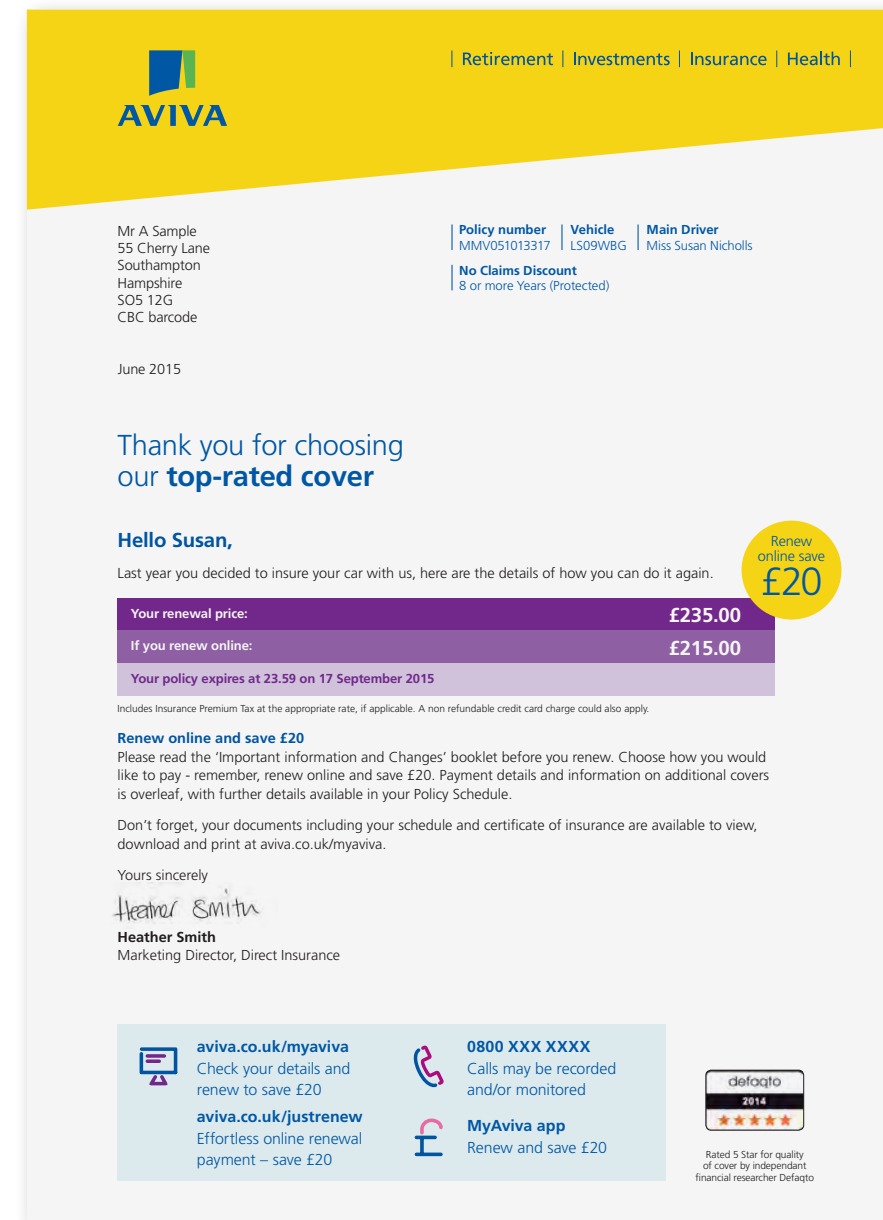 | Retirement | Investments | Insurance | Health |
AVIVA
Mr A Sample
55 Cherry Lane
Southampton
Hampshire
SO5 12G
CBC barcode
Policy number
MMV051013317
Vehicle
LS09WBG
Main Driver
Miss Susan Nicholls
No Claims Discount
8 or more Years (Protected)
June 2015
Thank you for choosing
our top-rated cover
Hello Susan,
Renew
online save
£20
Last year you decided to insure your car with us, here are the details of how you can do it again.
Your renewal price: £235.00
If you renew online: £215.00
Your policy expires at 23.59 on 17 September 2015
Includes Insurance Premium Tax at the appropriate rate, if applicable. A non refundable credit card charge could also apply.
Renew online and save £20
Please read the ‘Important information and Changes’ booklet before you renew. Choose how you would
like to pay - remember, renew online and save £20. Payment details and information on additional covers
is overleaf, with further details available in your Policy Schedule.
Don’t forget, your documents including your schedule and certificate of insurance are available to view,
download and print at aviva.co.uk/myaviva.
Yours sincerely
Heather Smith
Heather Smith
Marketing Director, Direct Insurance
aviva.co.uk/myaviva
Check your details and
renew to save £20
aviva.co.uk/justrenew
Effortless online renewal
payment – save £20
0800 XXX XXXX
Calls may be recorded
and/or monitored
MyAviva app
Renew and save £20
defaqto
2014
Rated 5 Star for quality
of cover by independant
financial researcher Defaqto